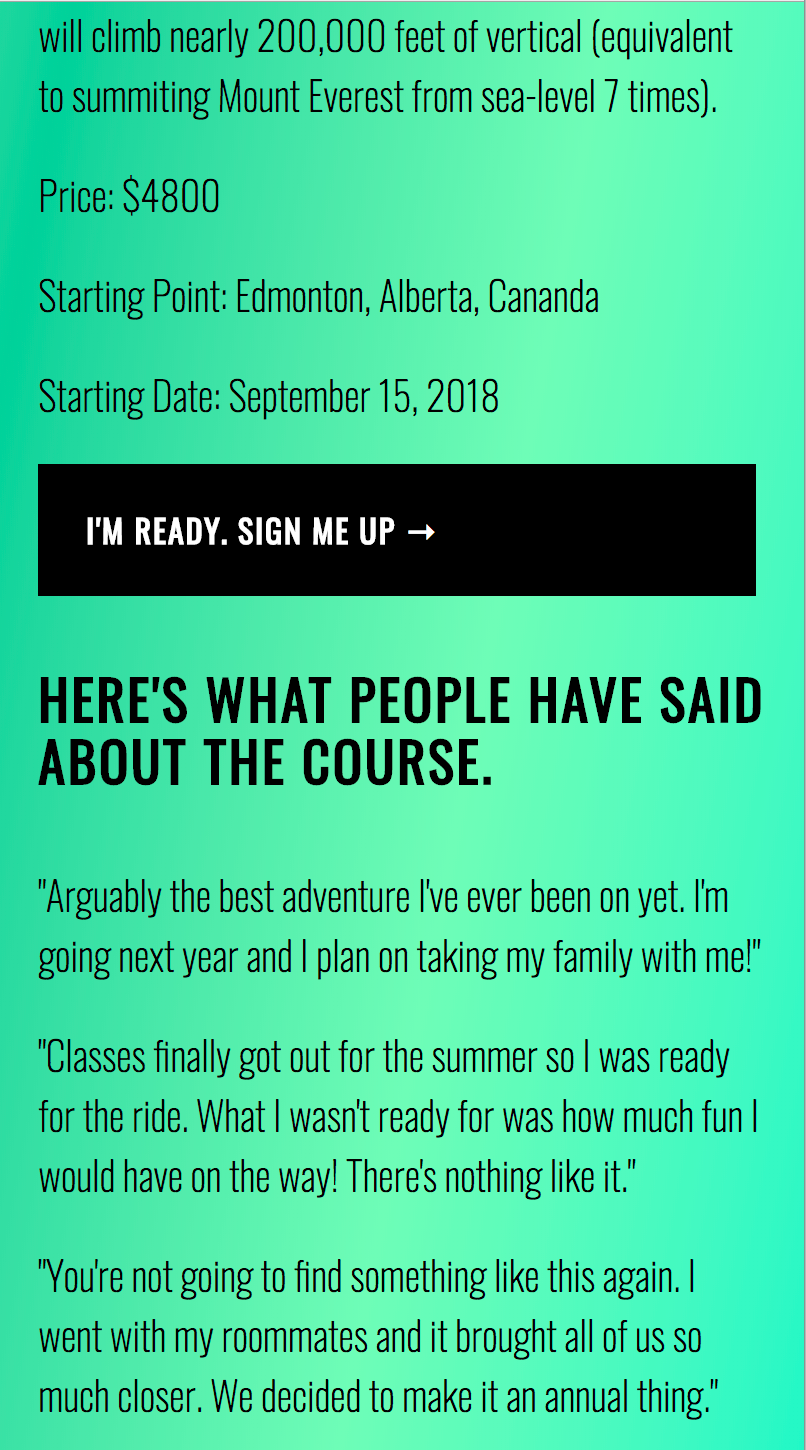 will climb nearly 200,000 feet of vertical (equivalent
to summiting Mount Everest from sea-level 7 times).
Price: $4800
Starting Point: Edmonton, Alberta, Cananda
Starting Date: September 15, 2018
I'M READY. SIGN ME UP →
HERE'S WHAT PEOPLE HAVE SAID
ABOUT THE COURSE.
"Arguably the best adventure I've ever been on yet. I'm
going next year and I plan on taking my family with me!"
"Classes finally got out for the summer so I was ready
for the ride. What I wasn't ready for was how much fun I
would have on the way! There's nothing like it."
"You're not going to find something like this again. I
went with my roommates and it brought all of us so
much closer. We decided to make it an annual thing."